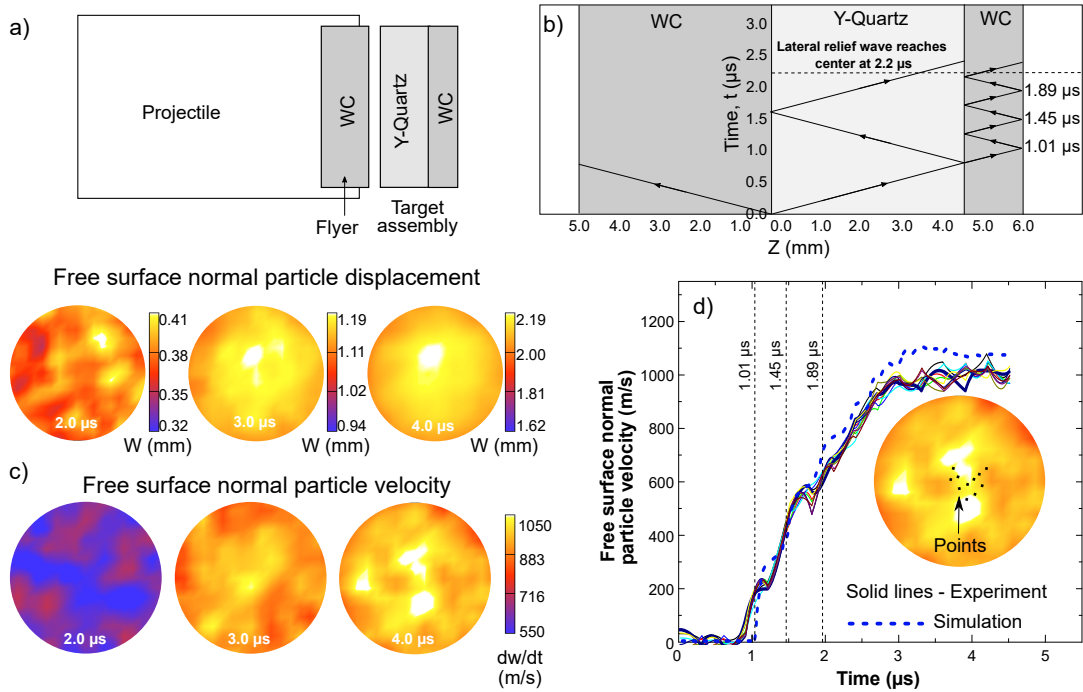 a)
Projectile
WC
Y-Quartz
WC
Flyer
Target
assembly
b)
WC
Y-Quartz
WC
Lateral relief wave reaches
center at 2.2 µs
Time, t (µs)
3.0
2.5
2.0
1.5
1.0
0.5
0.0
1.89 µs
1.45 µs
1.01 µs
5.0 4.0 3.0 2.0 1.0 0.0 1.0 2.0 3.0 4.0 5.0 6.0
Z (mm)
Free surface normal particle displacement
2.0 µs
0.41
0.38
0.35
0.32
W (mm)
3.0 µs
1.19
1.11
1.02
0.94
W (mm)
4.0 µs
2.19
2.00
1.81
1.62
W (mm)
c)
Free surface normal particle velocity
2.0 µs
3.0 µs
4.0 µs
1050
883
716
550
dw/dt
(m/s)
d)
Free surface normal
particle velocity (m/s)
1200
1000
800
600
400
200
0
1.01 µs
1.45 µs
1.89 µs
Points
Solid lines - Experiment
Simulation
0 1 2 3 4 5
Time (µs)